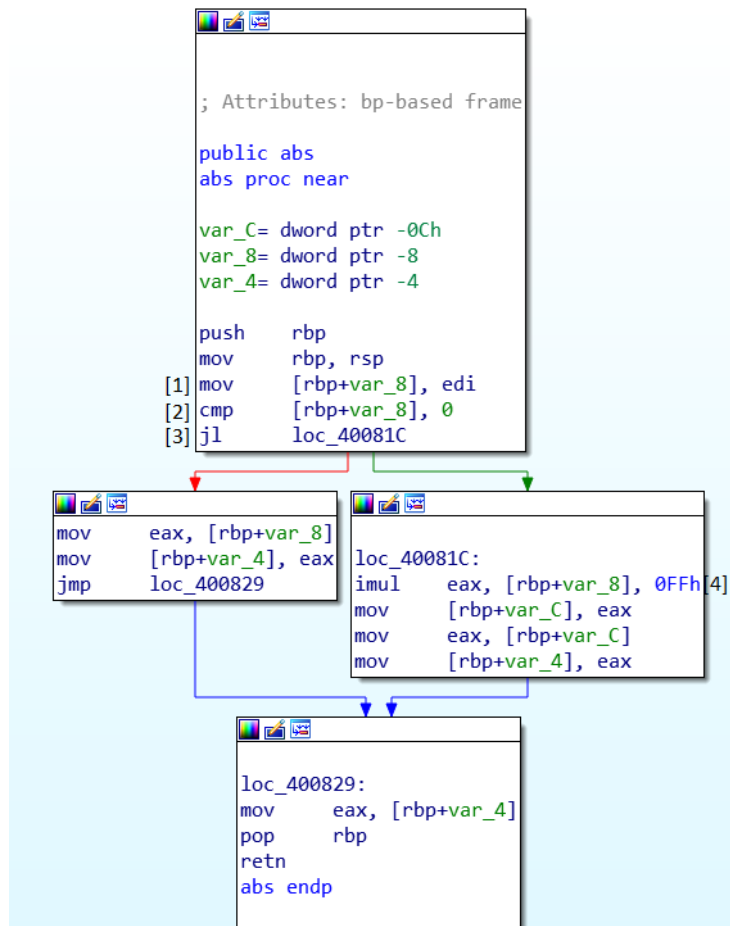 ; Attributes: bp-based frame
public abs
abs proc near
var_C= dword ptr -0Ch
var_8= dword ptr -8
var_4= dword ptr -4
push rbp
mov rbp, rsp
[1] mov [rbp+var_8], edi
[2] cmp [rbp+var_8], 0
[3] jl loc_40081C
mov eax, [rbp+var_8]
mov [rbp+var_4], eax
jmp loc_400829
loc_40081C:
imul eax, [rbp+var_8], 0FFh[4]
mov [rbp+var_C], eax
mov eax, [rbp+var_C]
mov [rbp+var_4], eax
loc_400829:
mov eax, [rbp+var_4]
pop rbp
retn
abs endp